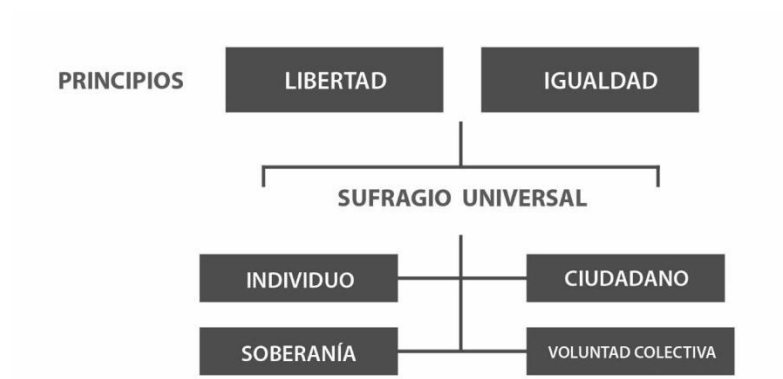 PRINCIPIOS LIBERTAD IGUALDAD
SUFRAGIO UNIVERSAL
INDIVIDUO CIUDADANO
SOBERANÍA VOLUNTAD COLECTIVA